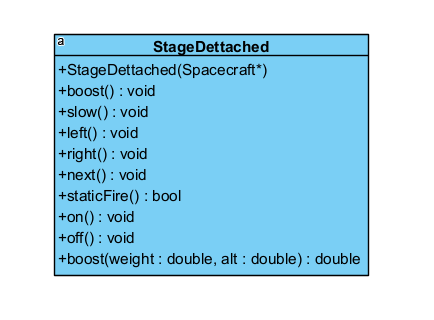 a
StageDettached
+StageDettached(Spacecraft*)
+boost() : void
+slow() : void
+left() : void
+right() : void
+next() : void
+staticFire() : bool
+on() : void
+off() : void
+boost(weight : double, alt : double) : double